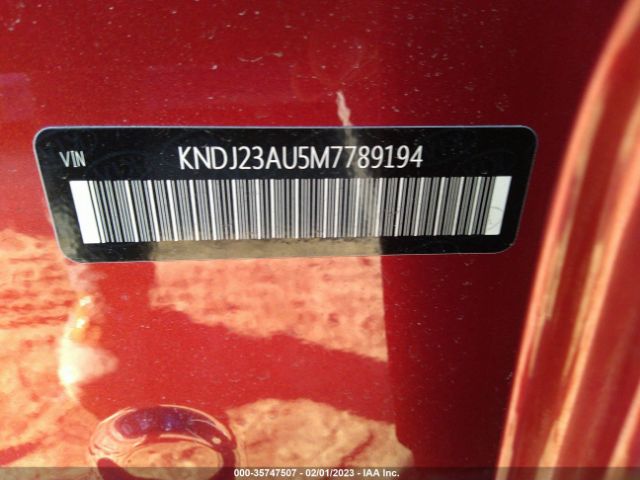 VIN KNDJ23AU5M7789194
000-35747507 - 02/01/2023 - IAA Inc.